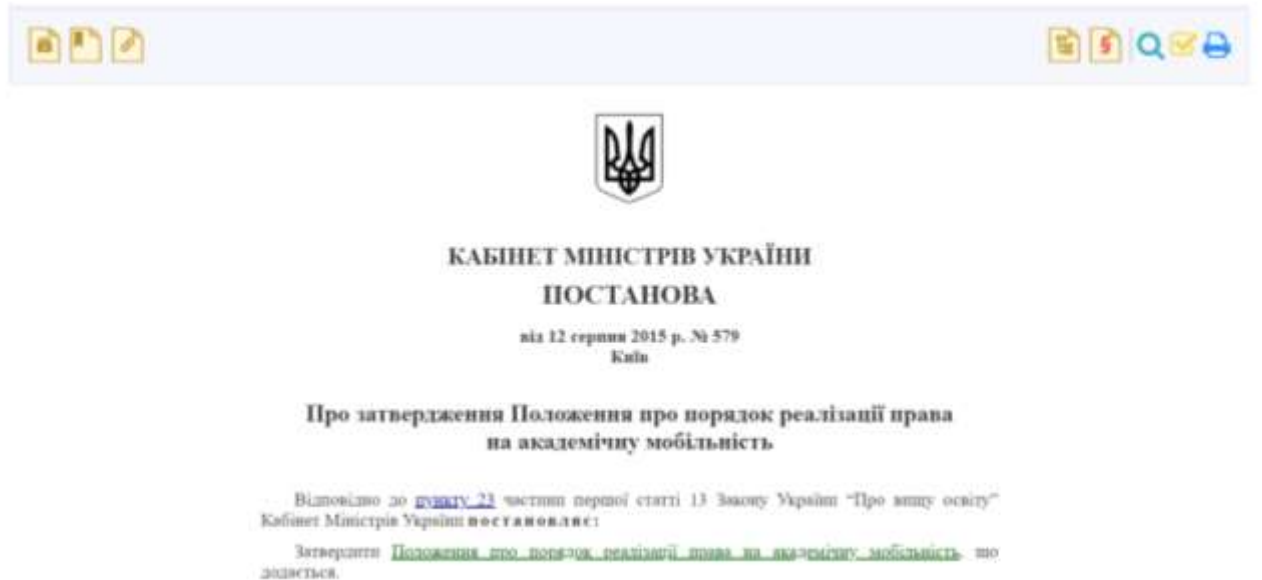 КАБІНЕТ МІНІСТРІВ УКРАЇНИ
ПОСТАНОВА
від 12 серпня 2015 р. № 579
Київ
Про затвердження Положення про порядок реалізації права
на академічну мобільність
Відповідно до пункту 23 частини першої статті 13 Закону України “Про вищу освіту”
Кабінет Міністрів України постановляє:
Затвердити Положення про порядок реалізації права на академічну мобільність, що
додається.